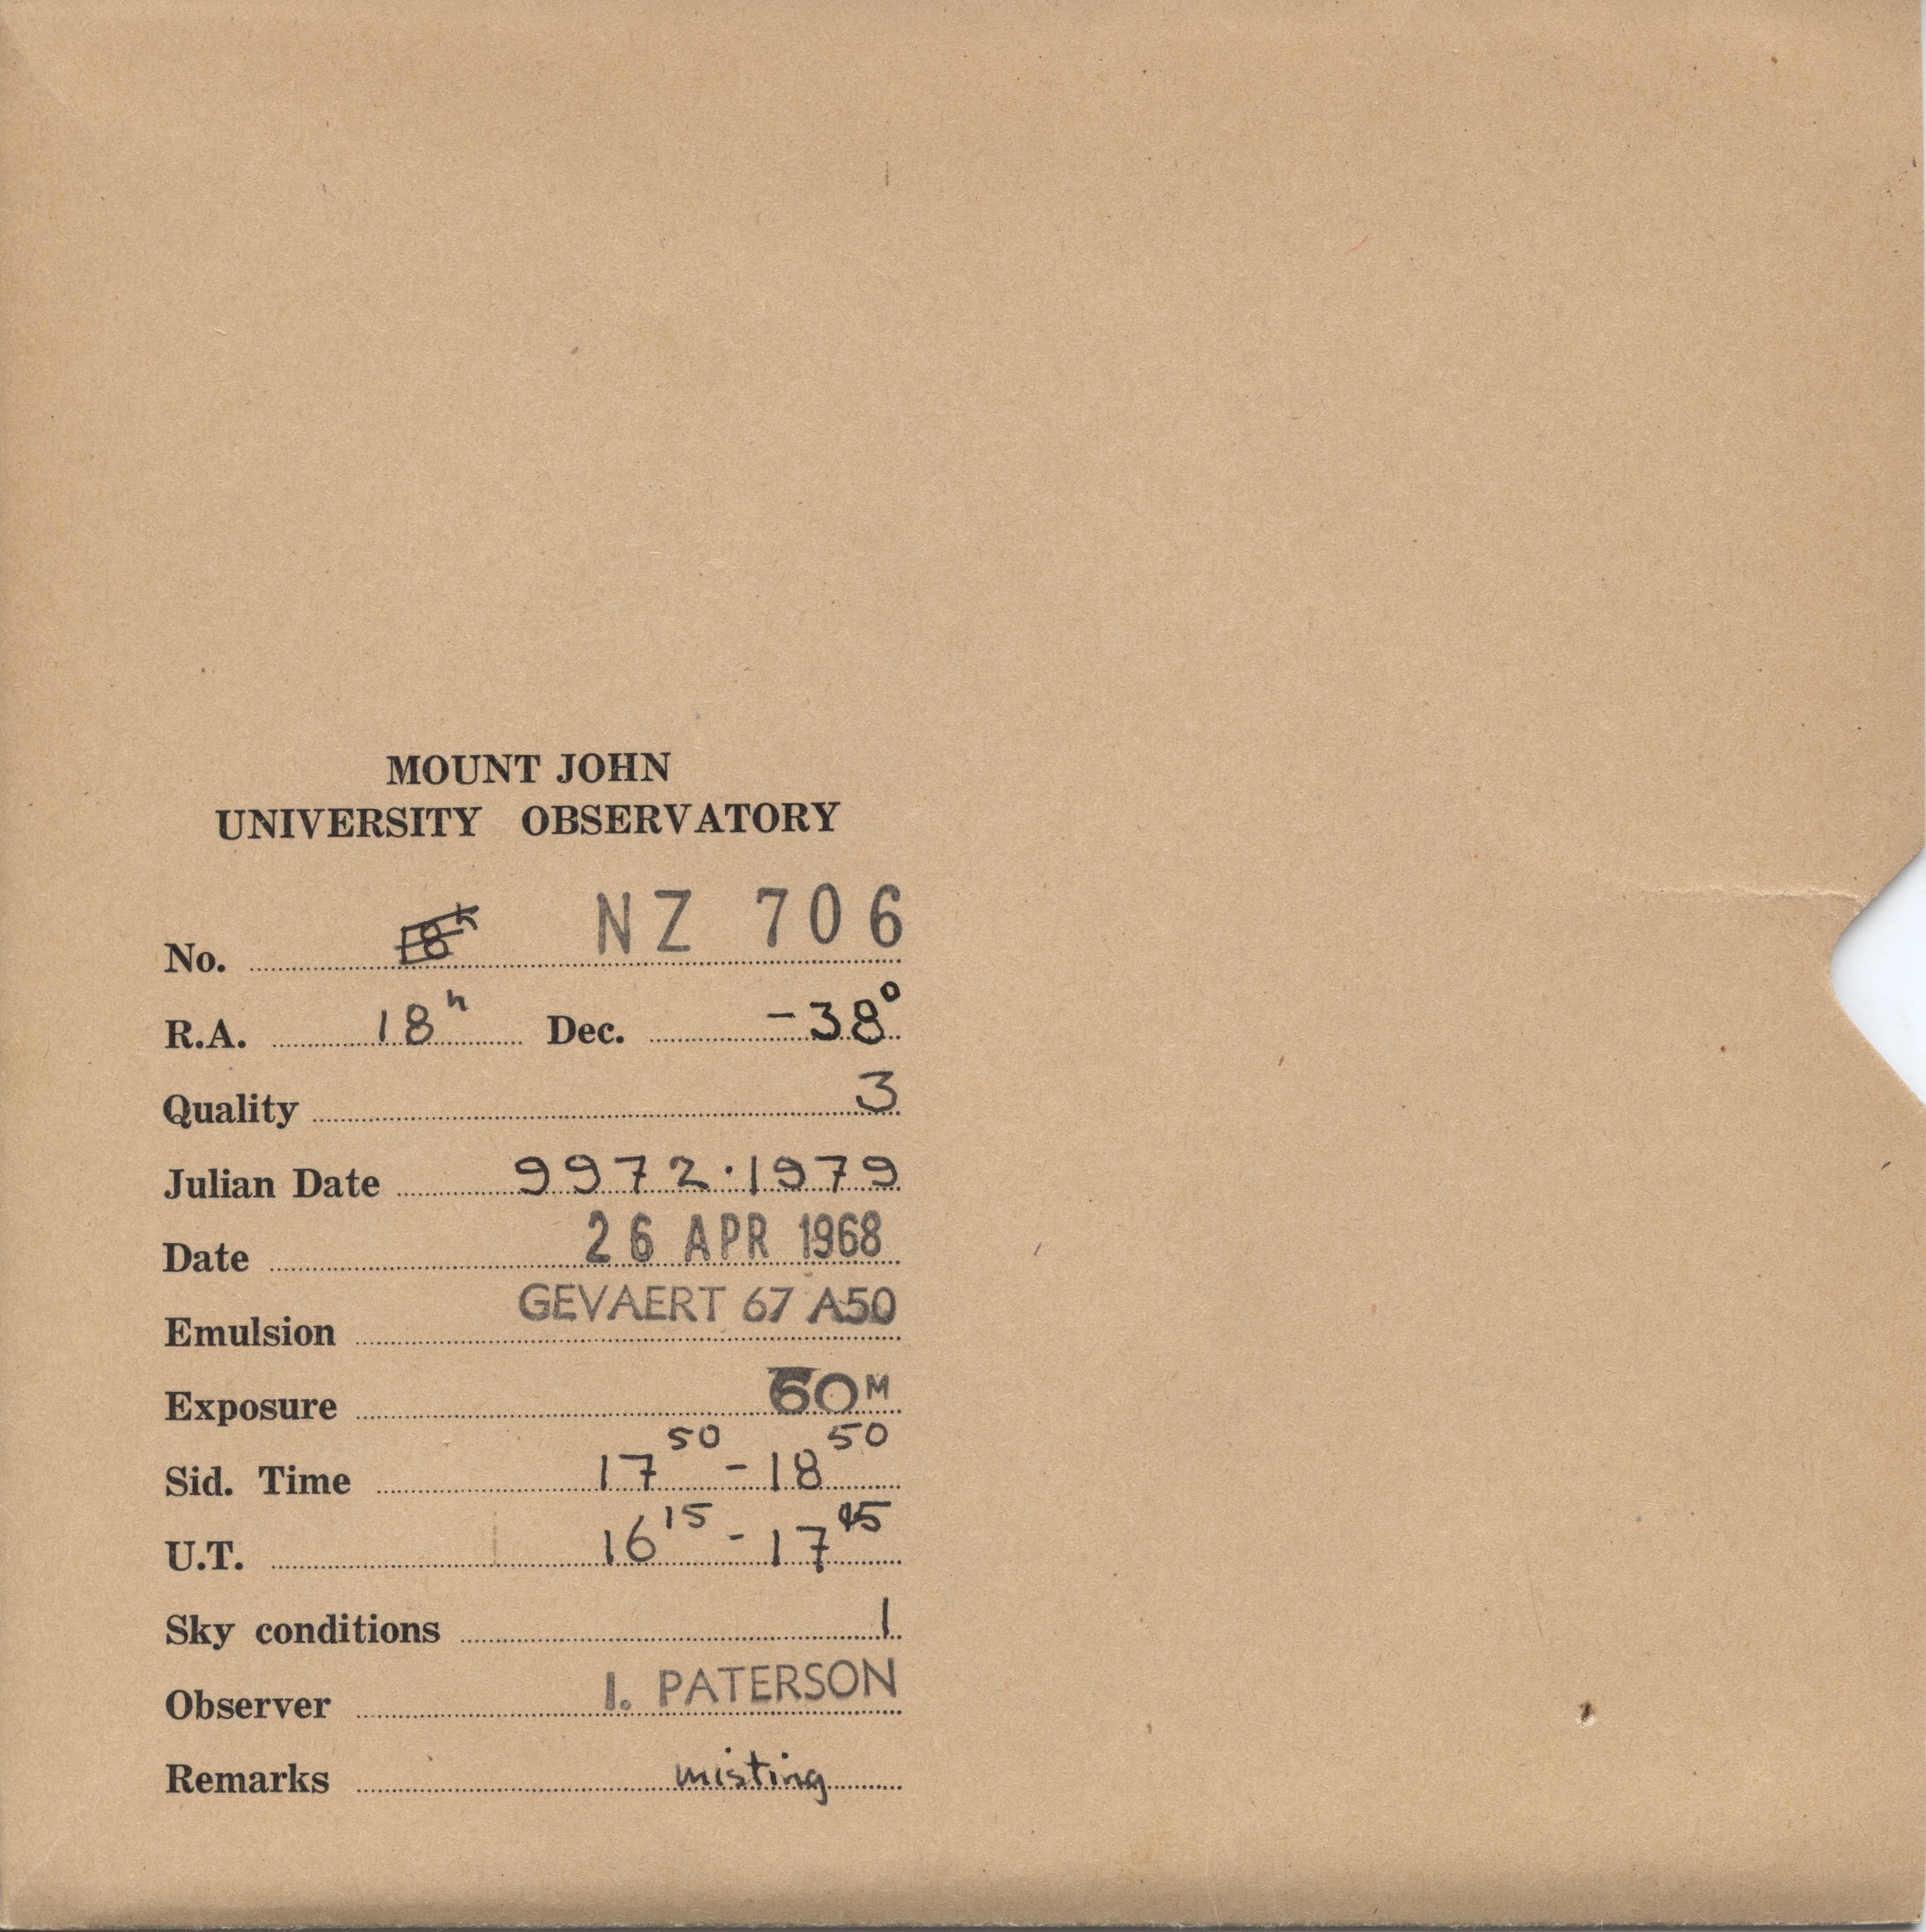 MOUNT JOHN
UNIVERSITY OBSERVATORY
No. NZ 706
R.A. 18h Dec. -38°
Quality 3
Julian Date 9972·1979
Date 26 APR 1968
Emulsion GEVAERT 67 A50
Exposure 60M
Sid. Time 17 50 - 18 50
U.T. 16 15 - 17 15
Sky conditions 1
Observer I. PATERSON
Remarks misting